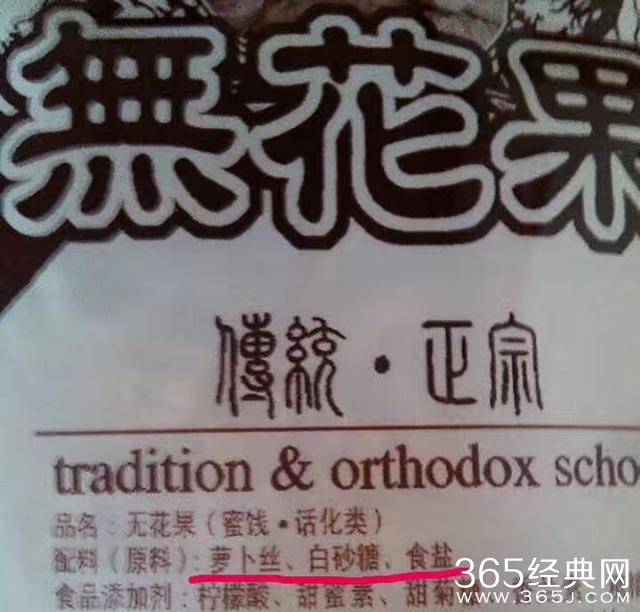 無花果
傳統·正宗
tradition & orthodox scho
品名：无花果（蜜饯·话化类）
配料（原料）：萝卜丝、白砂糖、食盐
食品添加剂：柠檬酸、甜蜜素、甜菊
365经典网
WWW.365J.COM